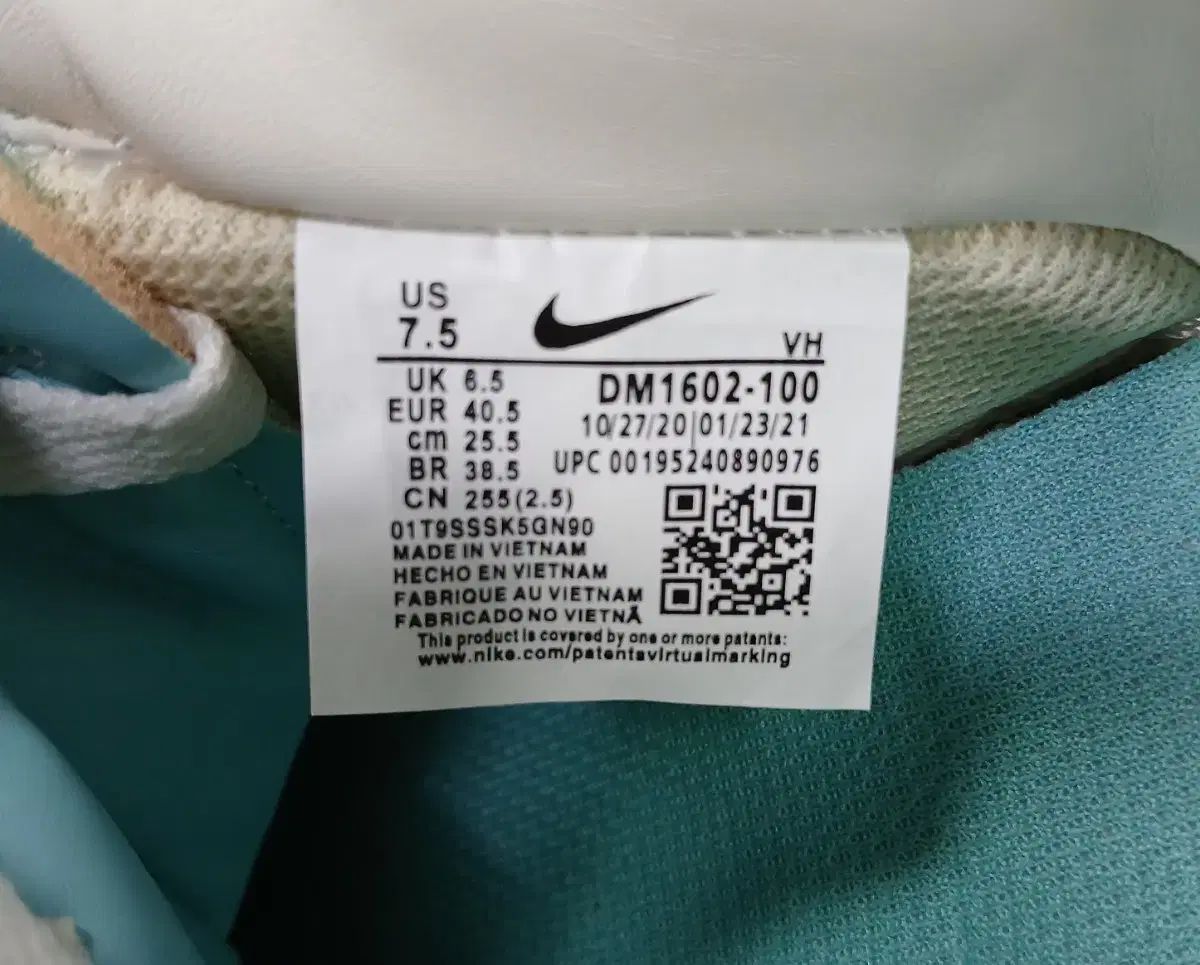 US
7.5
VH
UK 6.5
EUR 40.5
cm 25.5
BR 38.5
CN 255(2.5)
DM1602-100
10/27/20|01/23/21
UPC 00195240890976
01T9SSSK5GN90
MADE IN VIETNAM
HECHO EN VIETNAM
FABRIQUE AU VIETNAM
FABRICADO NO VIETNÃ
This product is covered by one or more patents:
www.nike.com/patentsvirtualmarking